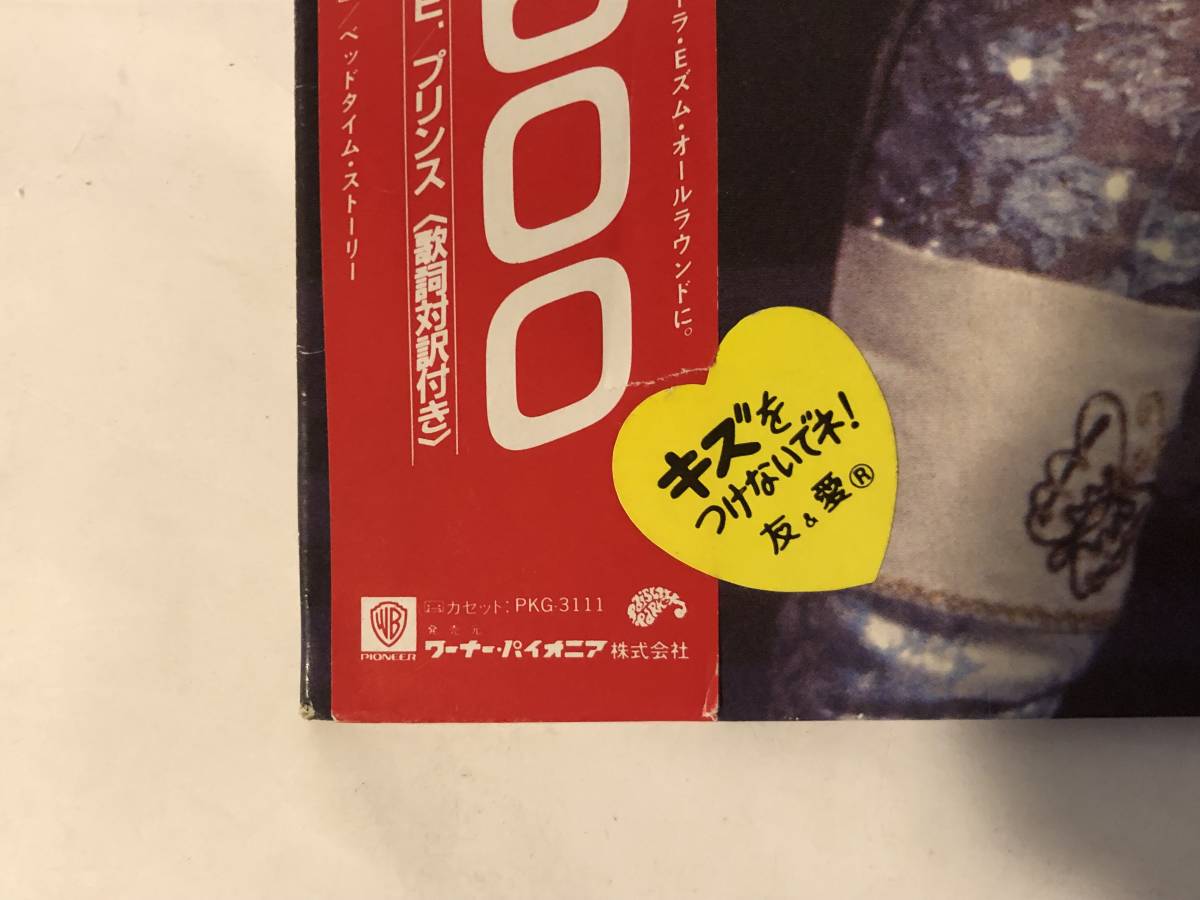 ラ・Eズム・オールラウンドに。
OO
E. プリンス〈歌詞対訳付き〉
／ベッドタイム・ストーリー
キズを
つけないでネ!
友&愛®
WB
PIONEER
カセット: PKG-3111
発売元
ワーナー・パイオニア株式会社
PAISLEY PARK